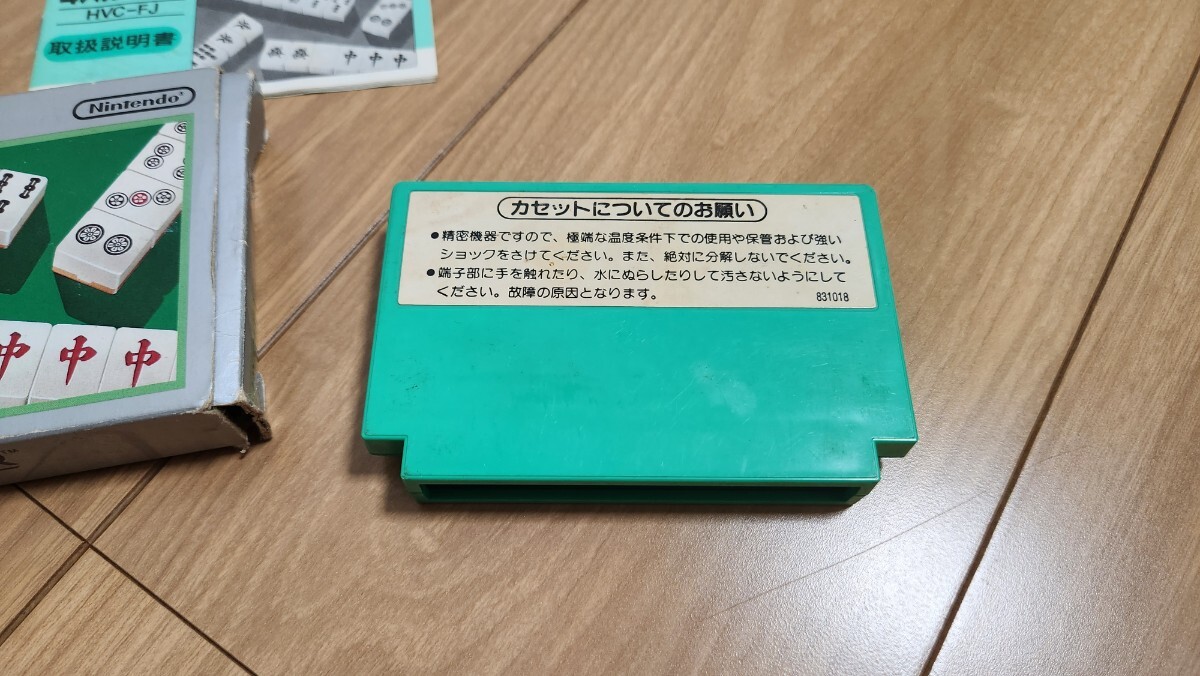 HVC-FJ
取扱説明書
Nintendo
中 中 中
中 中 中
カセットについてのお願い
●精密機器ですので、極端な温度条件下での使用や保管および強い
ショックをさけてください。また、絶対に分解しないでください。
●端子部に手を触れたり、水にぬらしたりして汚さないようにして
ください。故障の原因となります。
831018